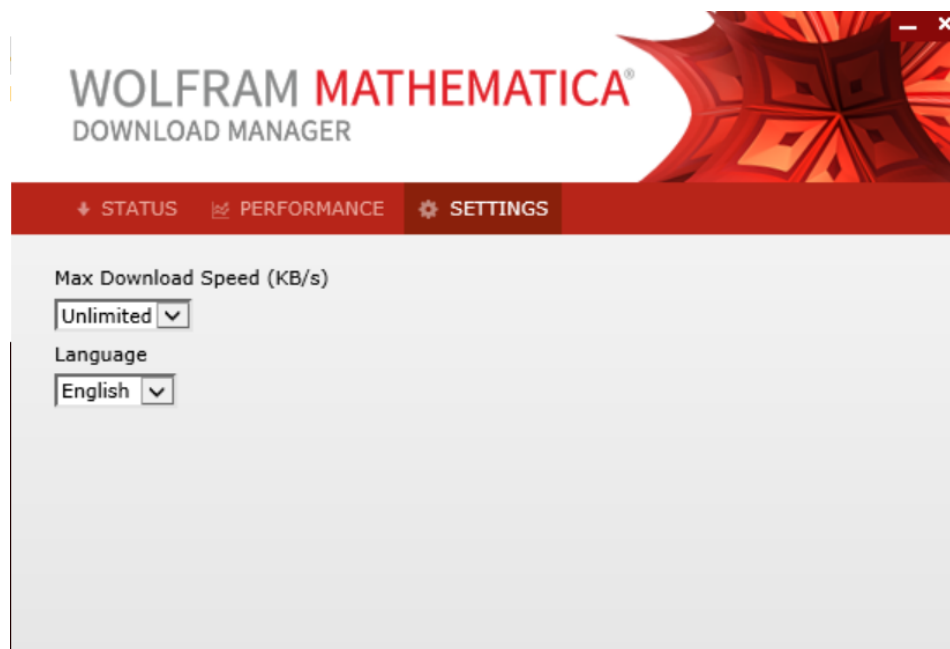 WOLFRAM MATHEMATICA®
DOWNLOAD MANAGER
STATUS PERFORMANCE SETTINGS
Max Download Speed (KB/s)
Unlimited
Language
English